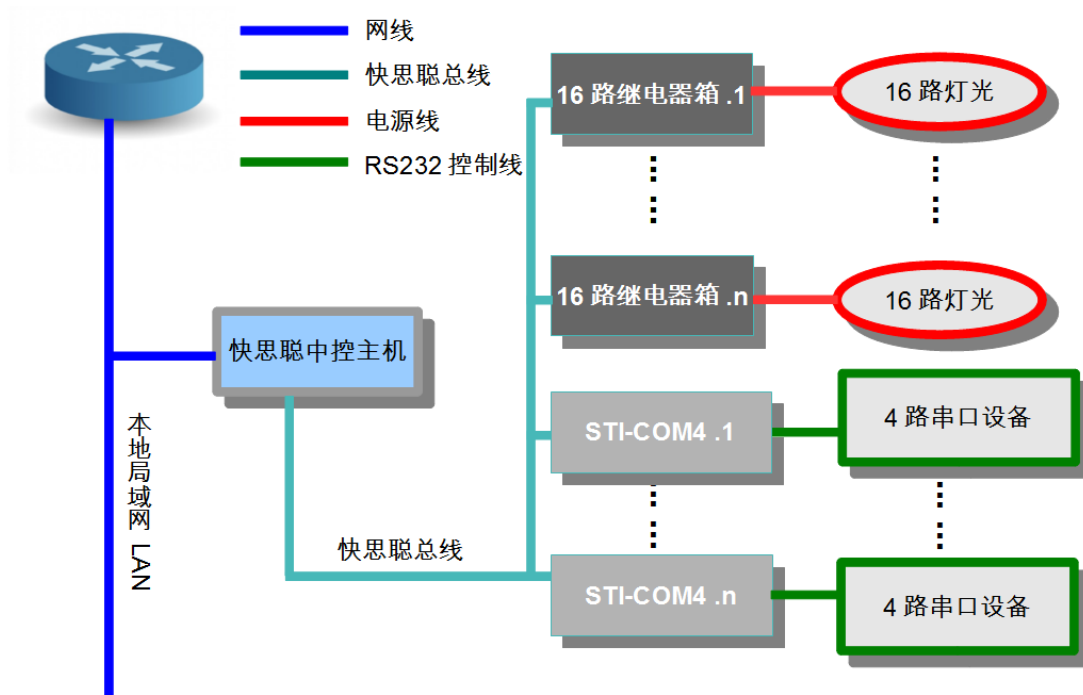 网线
快思聪总线
电源线
RS232 控制线
16 路继电器箱 .1
16 路灯光
16 路继电器箱 .n
16 路灯光
快思聪中控主机
STI-COM4 .1
4 路串口设备
本地局域网 LAN
快思聪总线
STI-COM4 .n
4 路串口设备